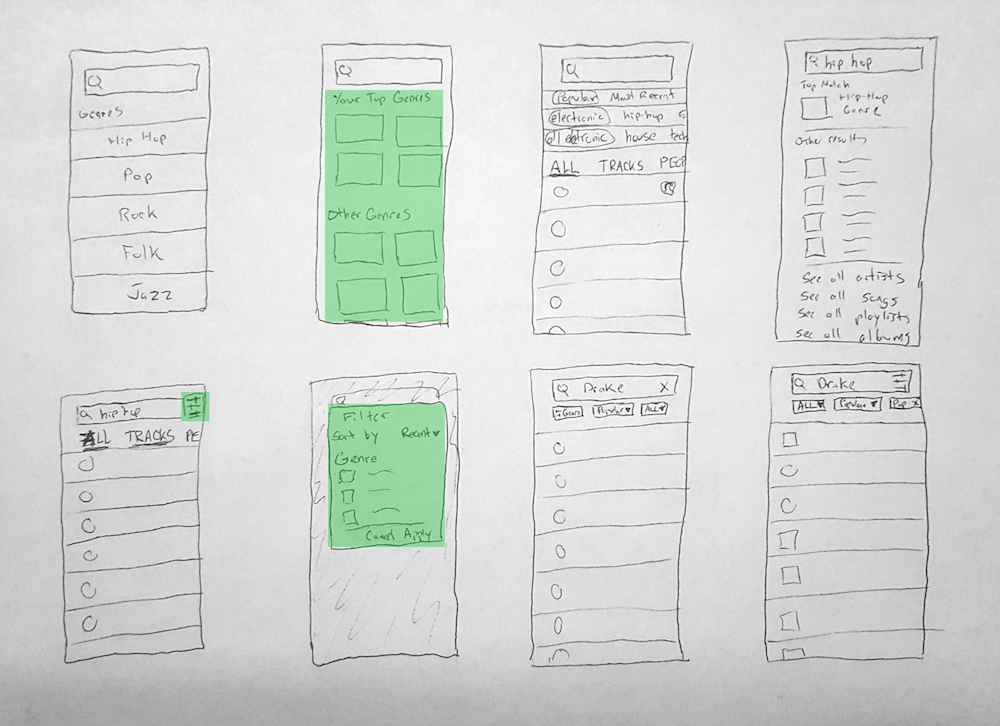 Genres
Hip Hop
Pop
Rock
Folk
Jazz
Your Top Genres
Other Genres
Popular Most Recent
electronic hip-hop
all electronic house tech
ALL TRACKS PEOP
hip hop
Top Match
Hip-Hop
Genre
Other results
See all artists
See all songs
See all playlists
see all albums
hip hop
ALL TRACKS PE
Filter
Sort by Recent
Genre
Cancel Apply
Drake X
Popular ALL
Drake
ALL Popular Pop X